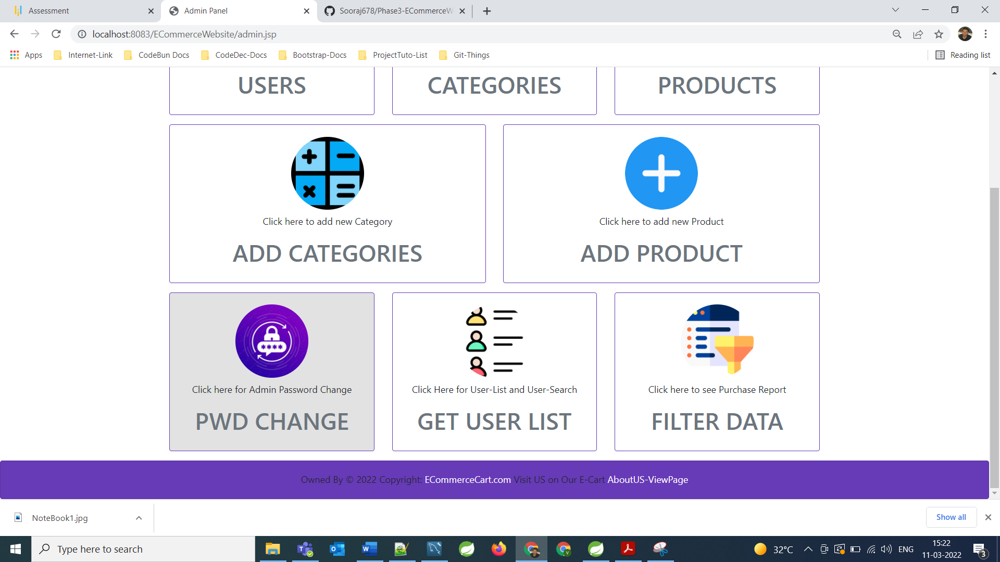 Assessment
Admin Panel
Sooraj678/Phase3-ECommerceW
localhost:8083/ECommerceWebsite/admin.jsp
Apps
Internet-Link
CodeBun Docs
CodeDec-Docs
Bootstrap-Docs
ProjectTuto-List
Git-Things
Reading list
USERS
CATEGORIES
PRODUCTS
Click here to add new Category
ADD CATEGORIES
Click here to add new Product
ADD PRODUCT
****
Click here for Admin Password Change
PWD CHANGE
Click Here for User-List and User-Search
GET USER LIST
Click here to see Purchase Report
FILTER DATA
Owned By © 2022 Copyright: ECommerceCart.com Visit US on Our E-Cart AboutUS-ViewPage
NoteBook1.jpg
Show all
Type here to search
32°C
ENG
15:22
11-03-2022
3